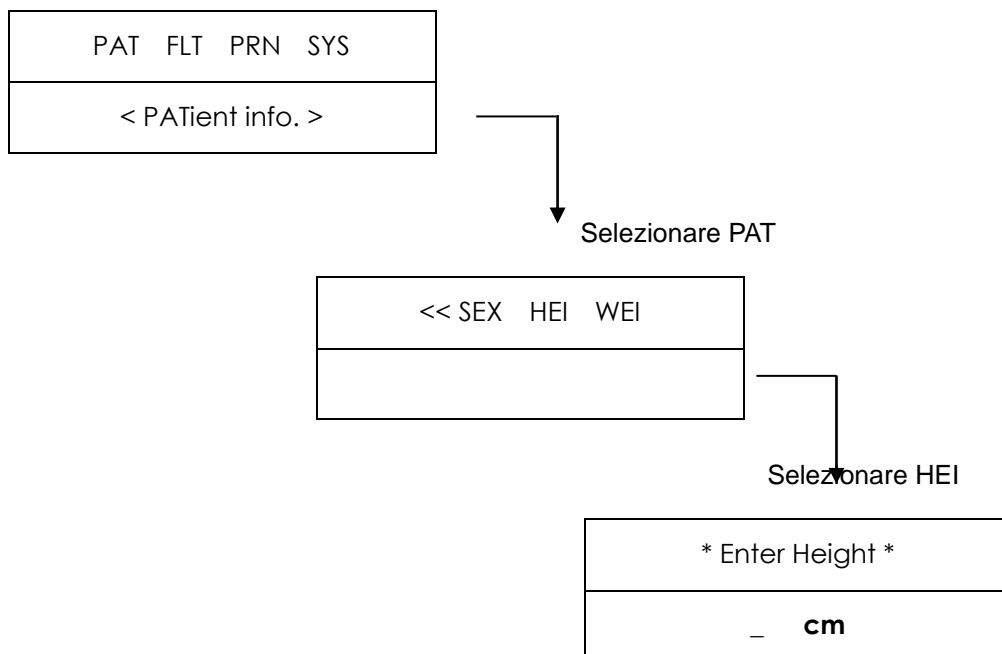 PAT FLT PRN SYS
< PATient info. >
Selezionare PAT
<< SEX HEI WEI
Selezionare HEI
* Enter Height *
_ cm